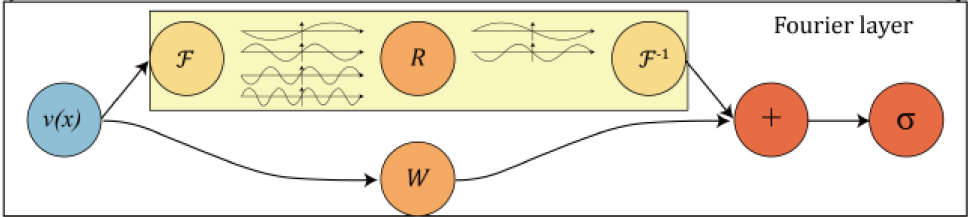 Fourier layer
ℱ
R
ℱ⁻¹
v(x)
+
σ
W